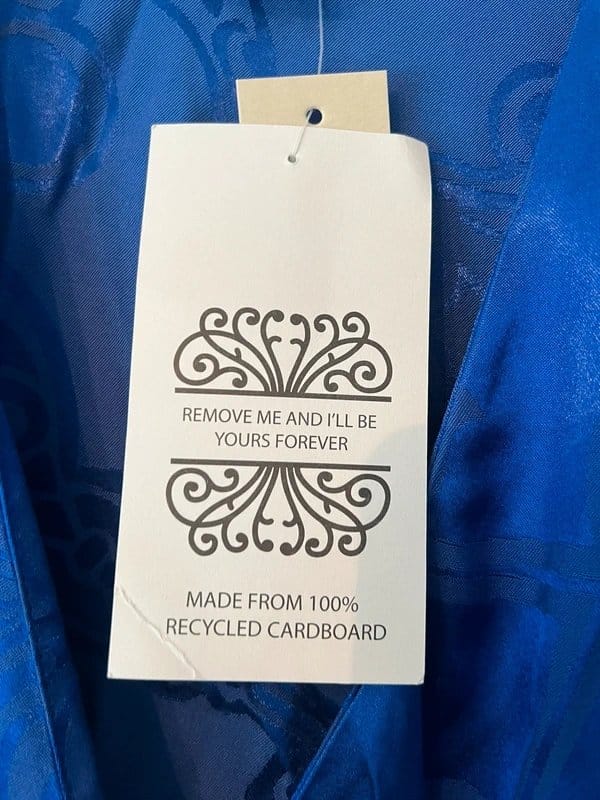 REMOVE ME AND I'LL BE
YOURS FOREVER
MADE FROM 100%
RECYCLED CARDBOARD